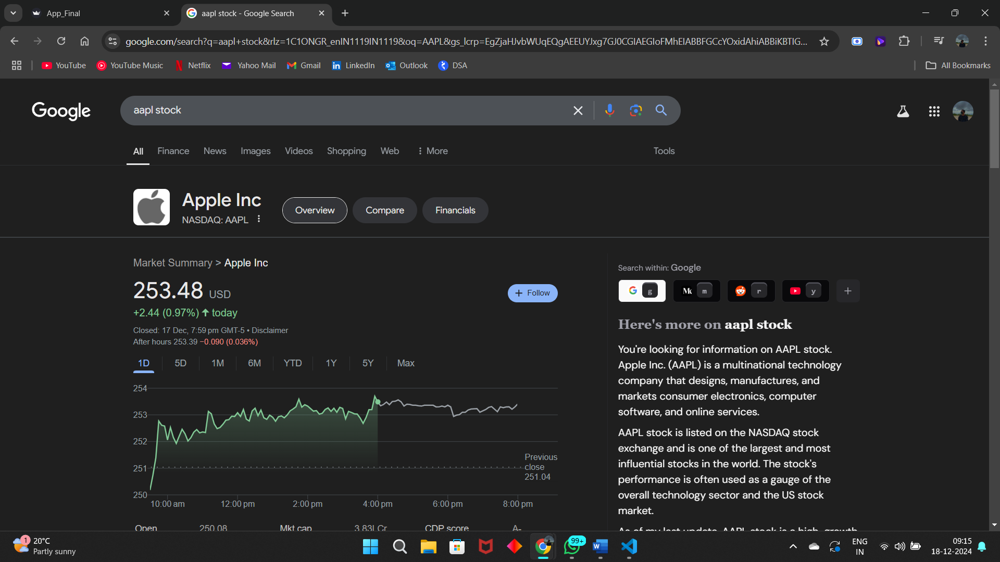 App_Final
aapl stock - Google Search
google.com/search?q=aapl+stock&rlz=1C1ONGR_enIN1119IN1119&oq=AAPL&gs_lcrp=EgZjaHJvbWUqEQgAEEUYJxg7GJ0CGIAEGIoFMhEIABBFGCcYOxidAhiABBiKBTIG...
YouTube
YouTube Music
Netflix
Yahoo Mail
Gmail
LinkedIn
Outlook
DSA
All Bookmarks
Google
aapl stock
All Finance News Images Videos Shopping Web More Tools
Apple Inc
NASDAQ: AAPL
Overview
Compare
Financials
Market Summary > Apple Inc
253.48 USD
+ Follow
+2.44 (0.97%) today
Closed: 17 Dec, 7:59 pm GMT-5 • Disclaimer
After hours 253.39 −0.090 (0.036%)
1D 5D 1M 6M YTD 1Y 5Y Max
254
253
252
251
250
Previous
close
251.04
10:00 am 12:00 pm 2:00 pm 4:00 pm 6:00 pm 8:00 pm
Open 250.08 Mkt cap 3.83LCr CDP score A-
Search within: Google
g m r y +
Here's more on aapl stock
You're looking for information on AAPL stock.
Apple Inc. (AAPL) is a multinational technology
company that designs, manufactures, and
markets consumer electronics, computer
software, and online services.
AAPL stock is listed on the NASDAQ stock
exchange and is one of the largest and most
influential stocks in the world. The stock's
performance is often used as a gauge of the
overall technology sector and the US stock
market.
As of my last update, AAPL stock is a high-growth
1
20°C
Partly sunny
99+
ENG
IN
09:15
18-12-2024